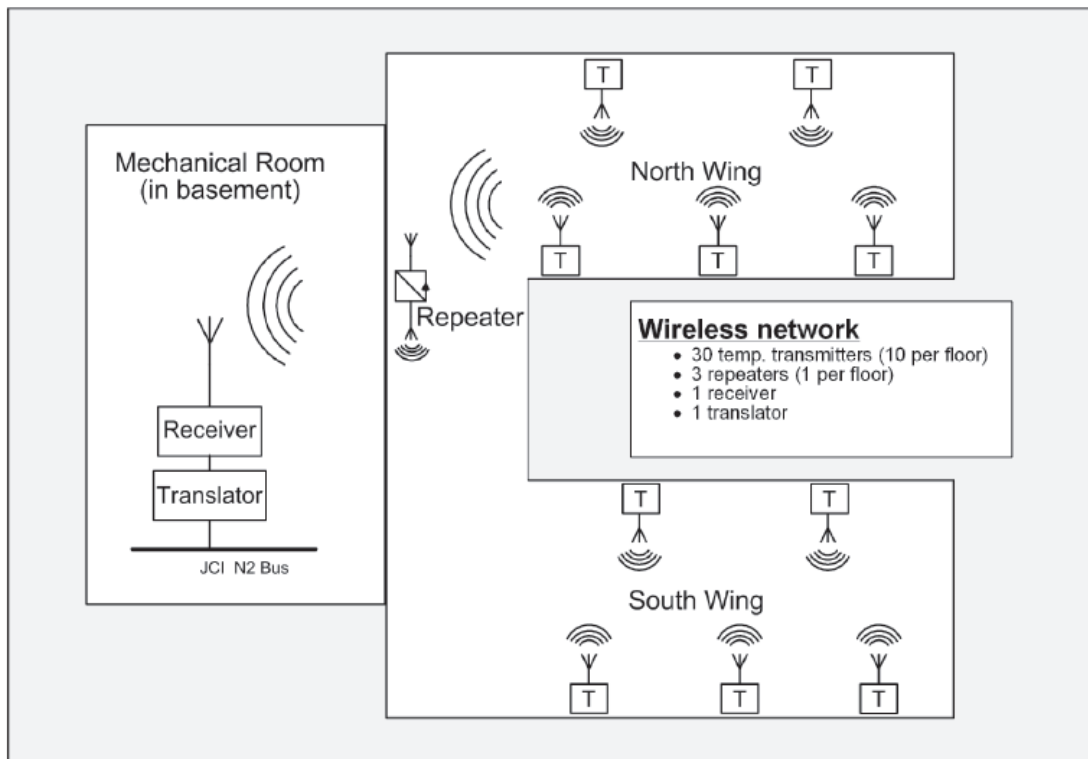 T
T
Mechanical Room
(in basement)
North Wing
T
T
T
Repeater
Wireless network
• 30 temp. transmitters (10 per floor)
• 3 repeaters (1 per floor)
• 1 receiver
• 1 translator
Receiver
Translator
JCI N2 Bus
T
T
South Wing
T
T
T